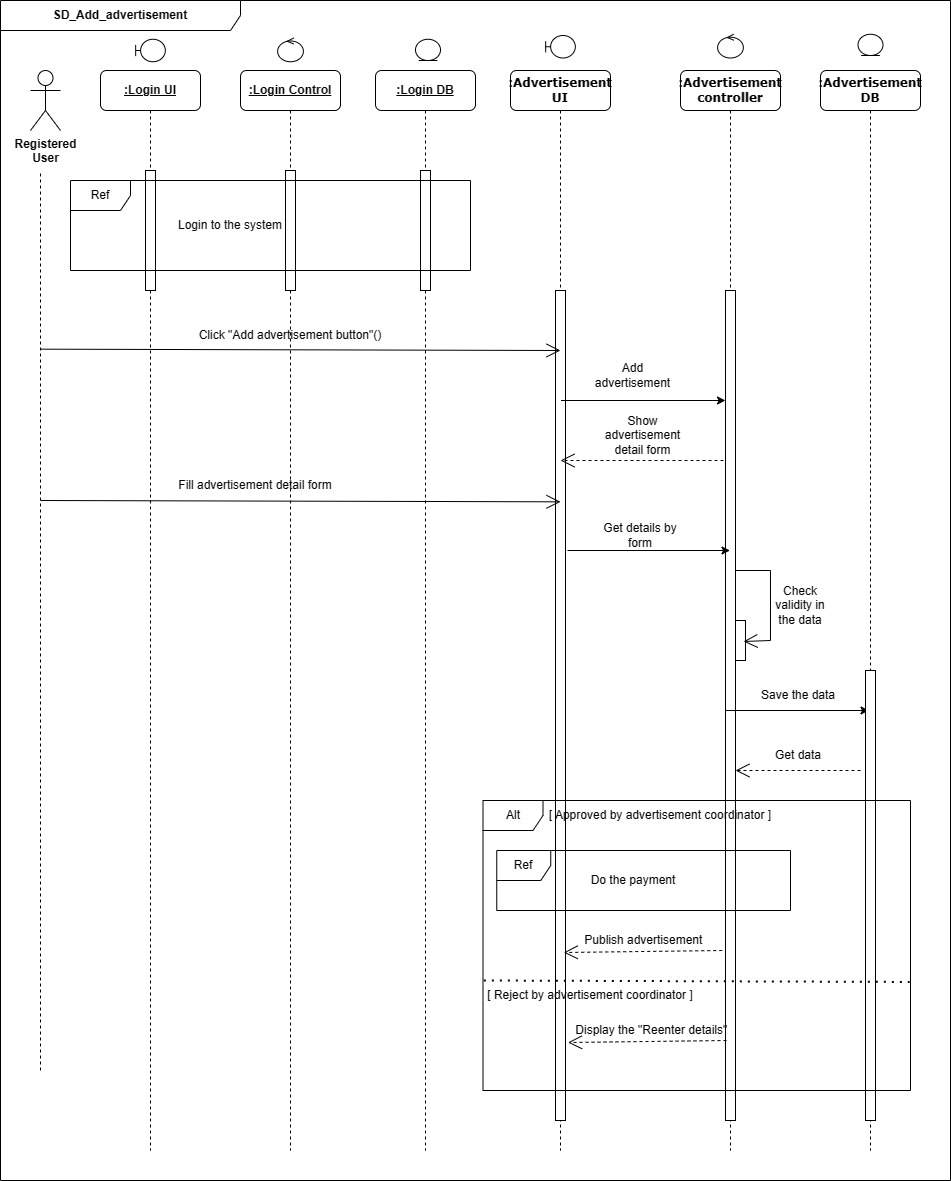 SD_Add_advertisement
:Login UI
:Login Control
:Login DB
:Advertisement
UI
:Advertisement
controller
:Advertisement
DB
Registered
User
Ref
Login to the system
Click "Add advertisement button"()
Add
advertisement
Show
advertisement
detail form
Fill advertisement detail form
Get details by
form
Check
validity in
the data
Save the data
Get data
Alt
[ Approved by advertisement coordinator ]
Ref
Do the payment
Publish advertisement
[ Reject by advertisement coordinator ]
Display the "Reenter details"